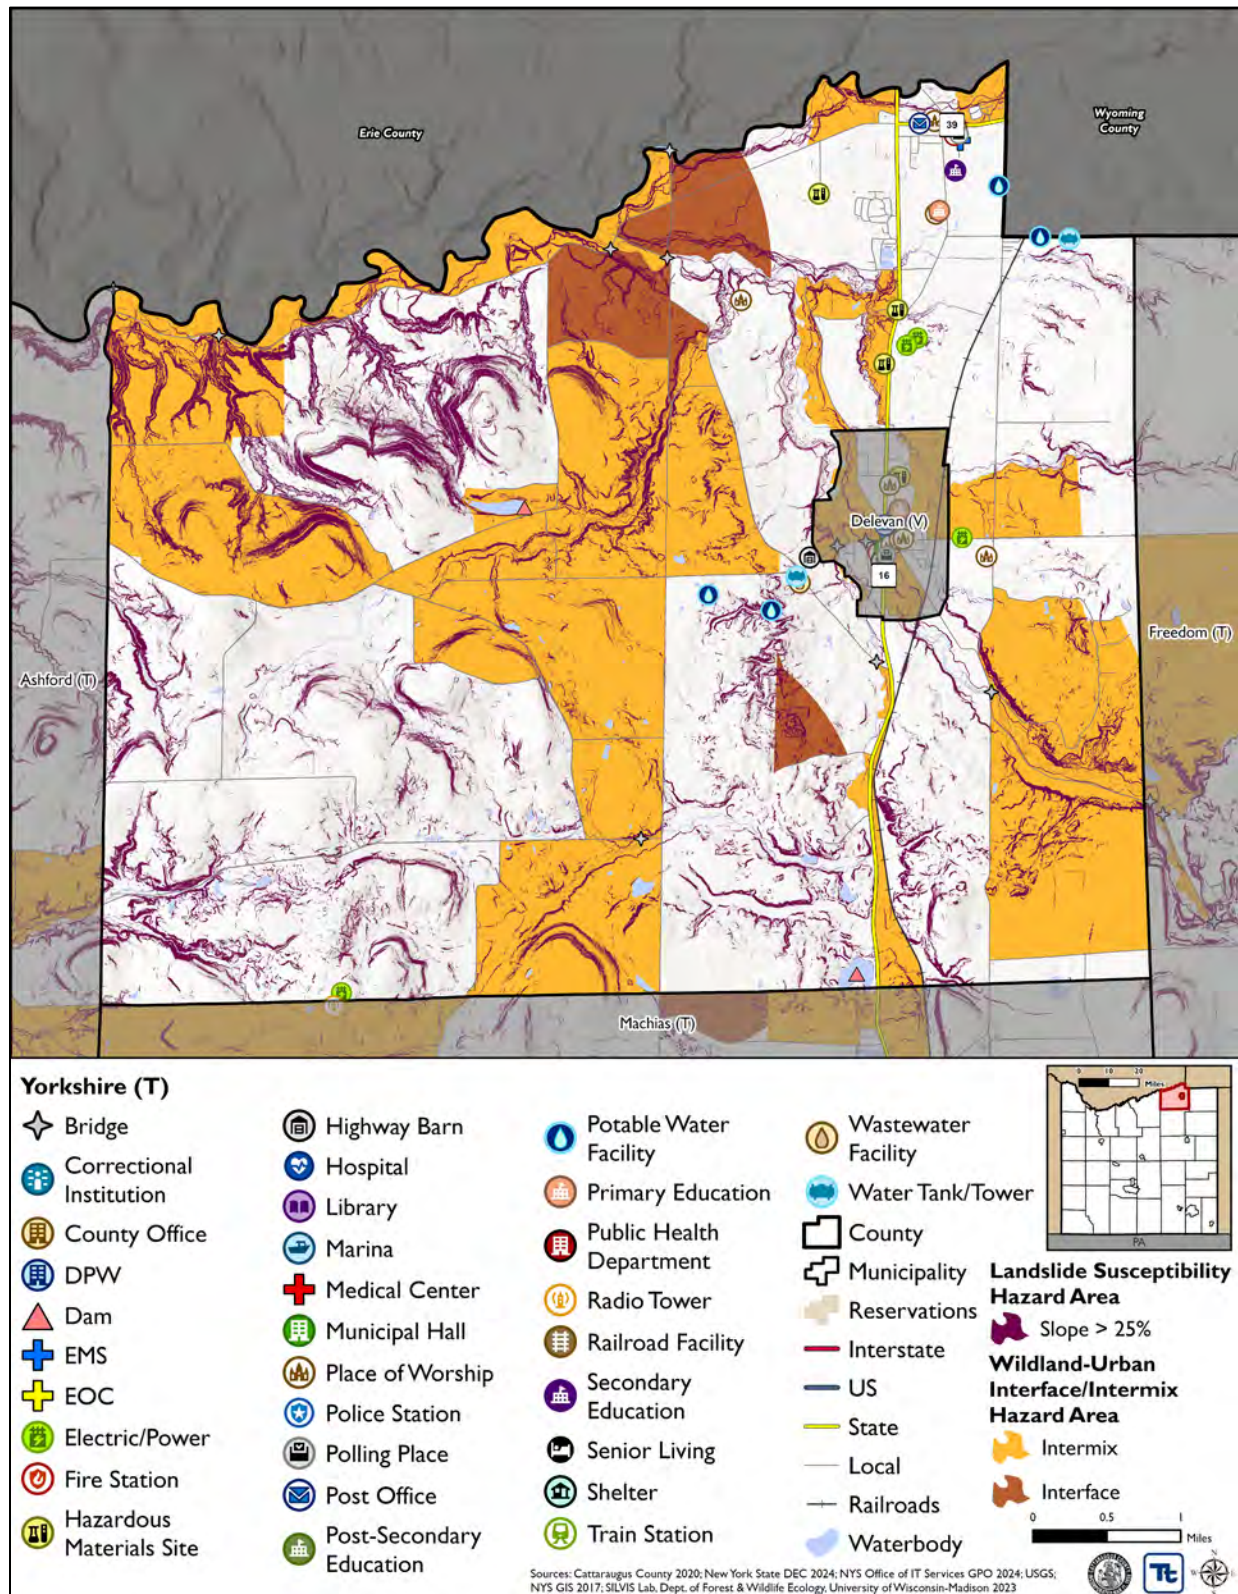 Erie County
Wyoming
County
39
Delevan (V)
16
Freedom (T)
Ashford (T)
Machias (T)
Yorkshire (T)
Bridge
Correctional
Institution
County Office
DPW
Dam
EMS
EOC
Electric/Power
Fire Station
Hazardous
Materials Site
Highway Barn
Hospital
Library
Marina
Medical Center
Municipal Hall
Place of Worship
Police Station
Polling Place
Post Office
Post-Secondary
Education
Potable Water
Facility
Primary Education
Public Health
Department
Radio Tower
Railroad Facility
Secondary
Education
Senior Living
Shelter
Train Station
Wastewater
Facility
Water Tank/Tower
County
Municipality
Reservations
Interstate
US
State
Local
Railroads
Waterbody
0 10 20
Miles
PA
Landslide Susceptibility
Hazard Area
Slope > 25%
Wildland-Urban
Interface/Intermix
Hazard Area
Intermix
Interface
0 0.5 1
Miles
Sources: Cattaraugus County 2020; New York State DEC 2024; NYS Office of IT Services GPO 2024; USGS;
NYS GIS 2017; SILVIS Lab, Dept. of Forest & Wildlife Ecology, University of Wisconsin-Madison 2023
Tt
N
W E
S